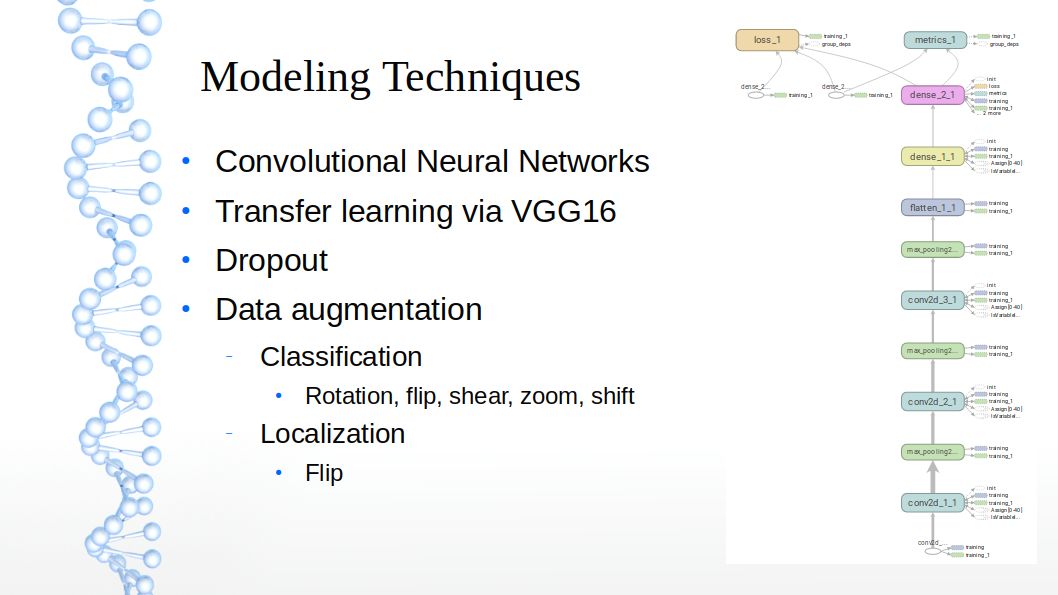 Modeling Techniques
• Convolutional Neural Networks
• Transfer learning via VGG16
• Dropout
• Data augmentation
– Classification
• Rotation, flip, shear, zoom, shift
– Localization
• Flip
loss_1
training_1
group_deps
metrics_1
training_1
group_deps
dense_2...
training_1
dense_2...
training_1
dense_2_1
init
loss
metrics
training
training_1
... 2 more
dense_1_1
init
training
training_1
Assign[0-40]
IsVariableI...
flatten_1_1
training
training_1
max_pooling2...
training
training_1
conv2d_3_1
init
training
training_1
Assign[0-40]
IsVariableI...
max_pooling2...
training
training_1
conv2d_2_1
init
training
training_1
Assign[0-40]
IsVariableI...
max_pooling2...
training
training_1
conv2d_1_1
init
training
training_1
Assign[0-40]
IsVariableI...
conv2d_...
training
training_1